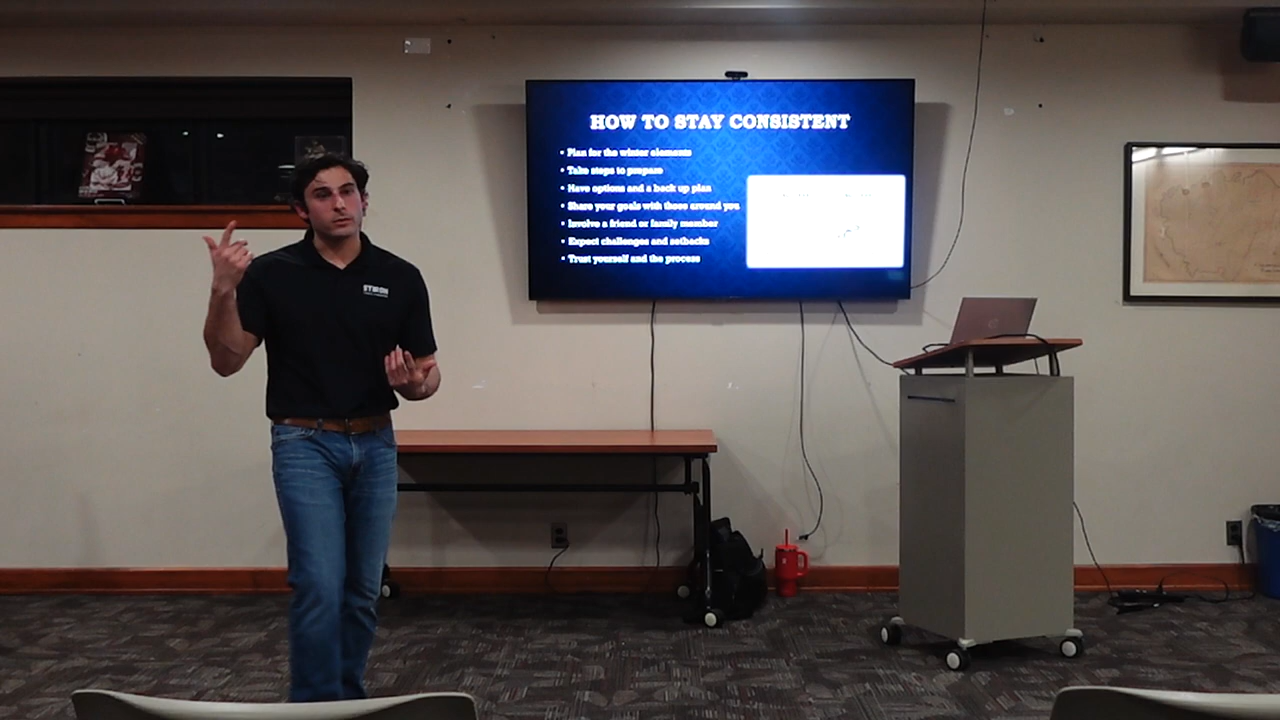 HOW TO STAY CONSISTENT
• Plan for the winter elements
• Take steps to prepare
• Have options and a back up plan
• Share your goals with those around you
• Involve a friend or family member
• Expect challenges and setbacks
• Trust yourself and the process